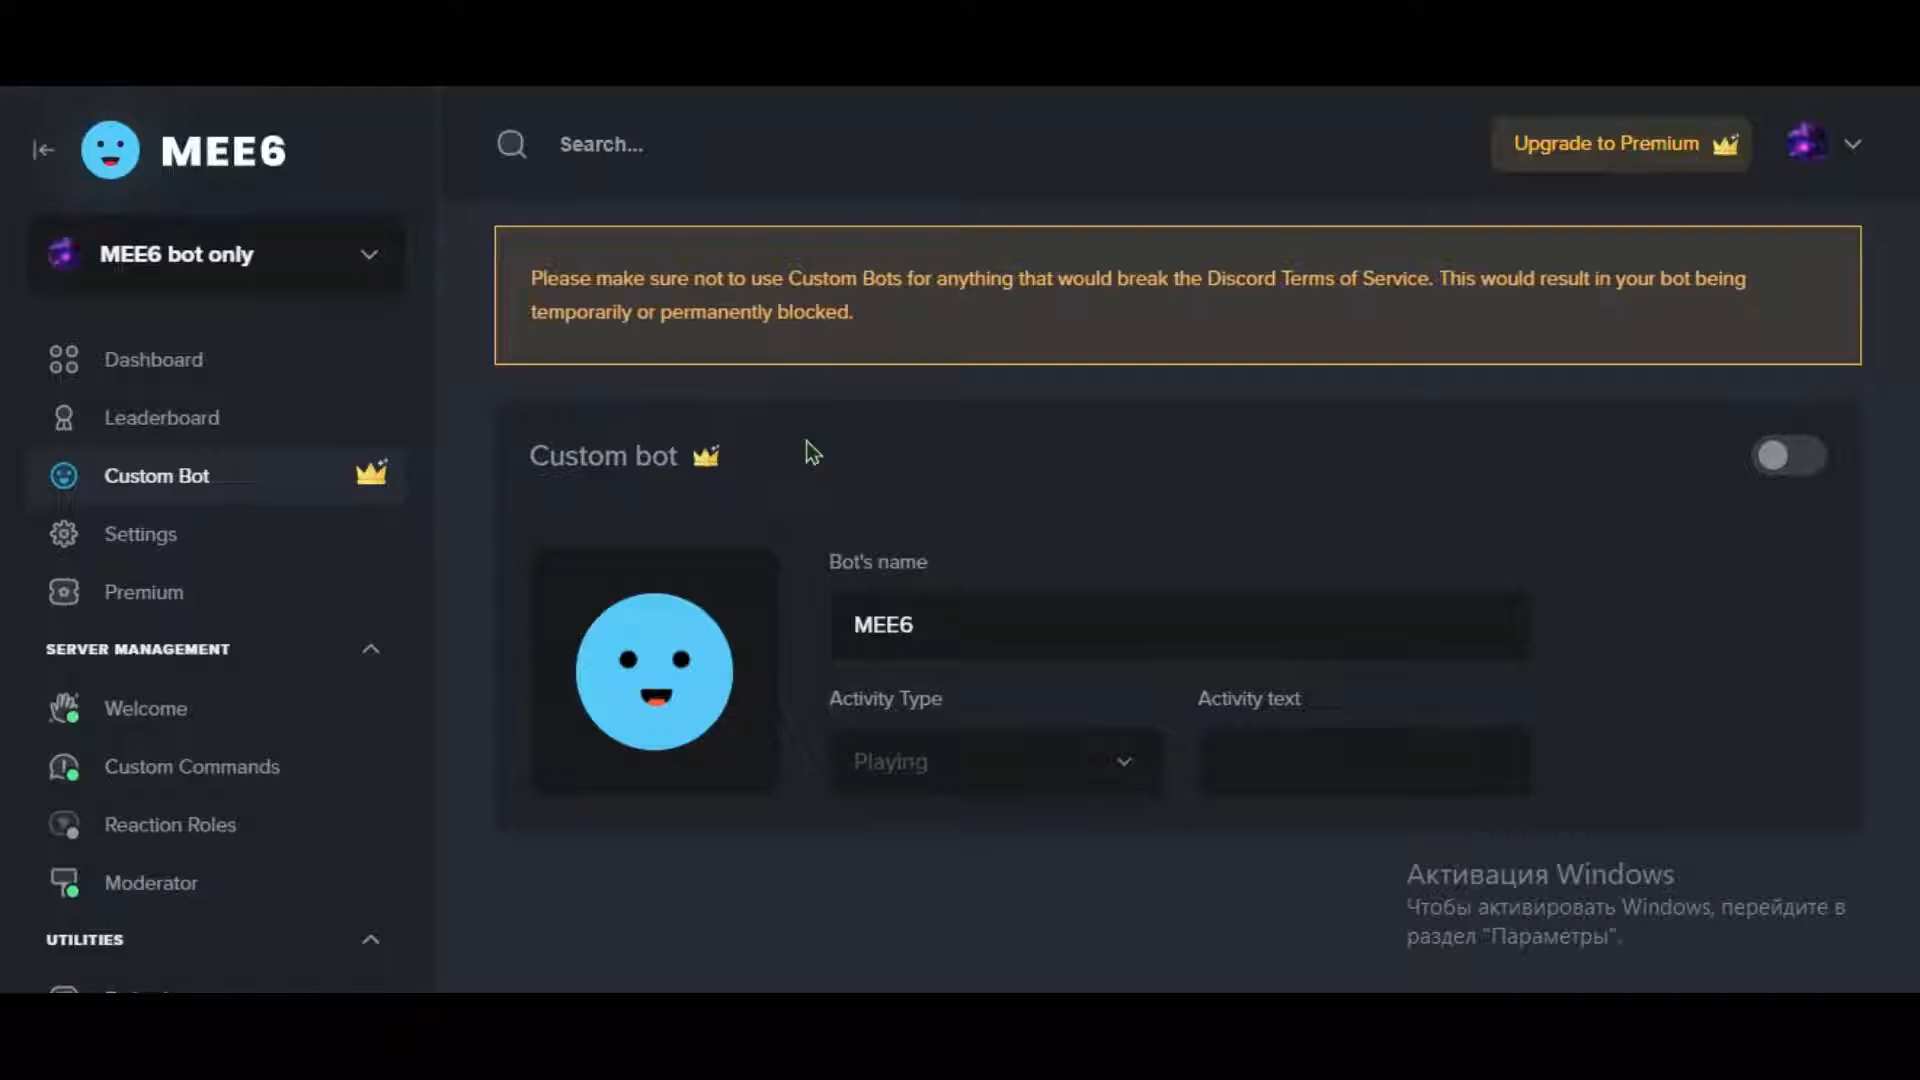 MEE6
Search...
Upgrade to Premium
MEE6 bot only
Please make sure not to use Custom Bots for anything that would break the Discord Terms of Service. This would result in your bot being
temporarily or permanently blocked.
Dashboard
Leaderboard
Custom Bot
Settings
Premium
SERVER MANAGEMENT
Welcome
Custom Commands
Reaction Roles
Moderator
UTILITIES
Custom bot
Bot's name
MEE6
Activity Type
Activity text
Playing
Активация Windows
Чтобы активировать Windows, перейдите в
раздел "Параметры".